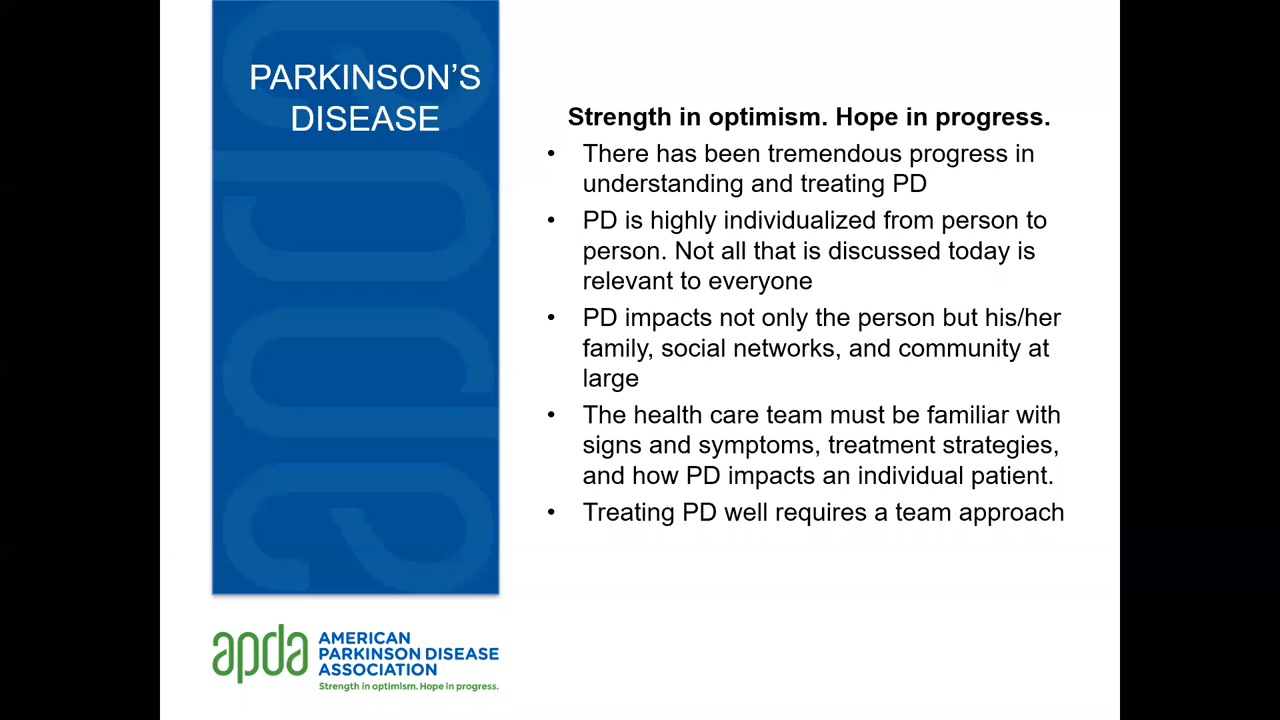 PARKINSON’S
DISEASE
Strength in optimism. Hope in progress.
• There has been tremendous progress in
understanding and treating PD
• PD is highly individualized from person to
person. Not all that is discussed today is
relevant to everyone
• PD impacts not only the person but his/her
family, social networks, and community at
large
• The health care team must be familiar with
signs and symptoms, treatment strategies,
and how PD impacts an individual patient.
• Treating PD well requires a team approach
apda
AMERICAN
PARKINSON DISEASE
ASSOCIATION
Strength in optimism. Hope in progress.